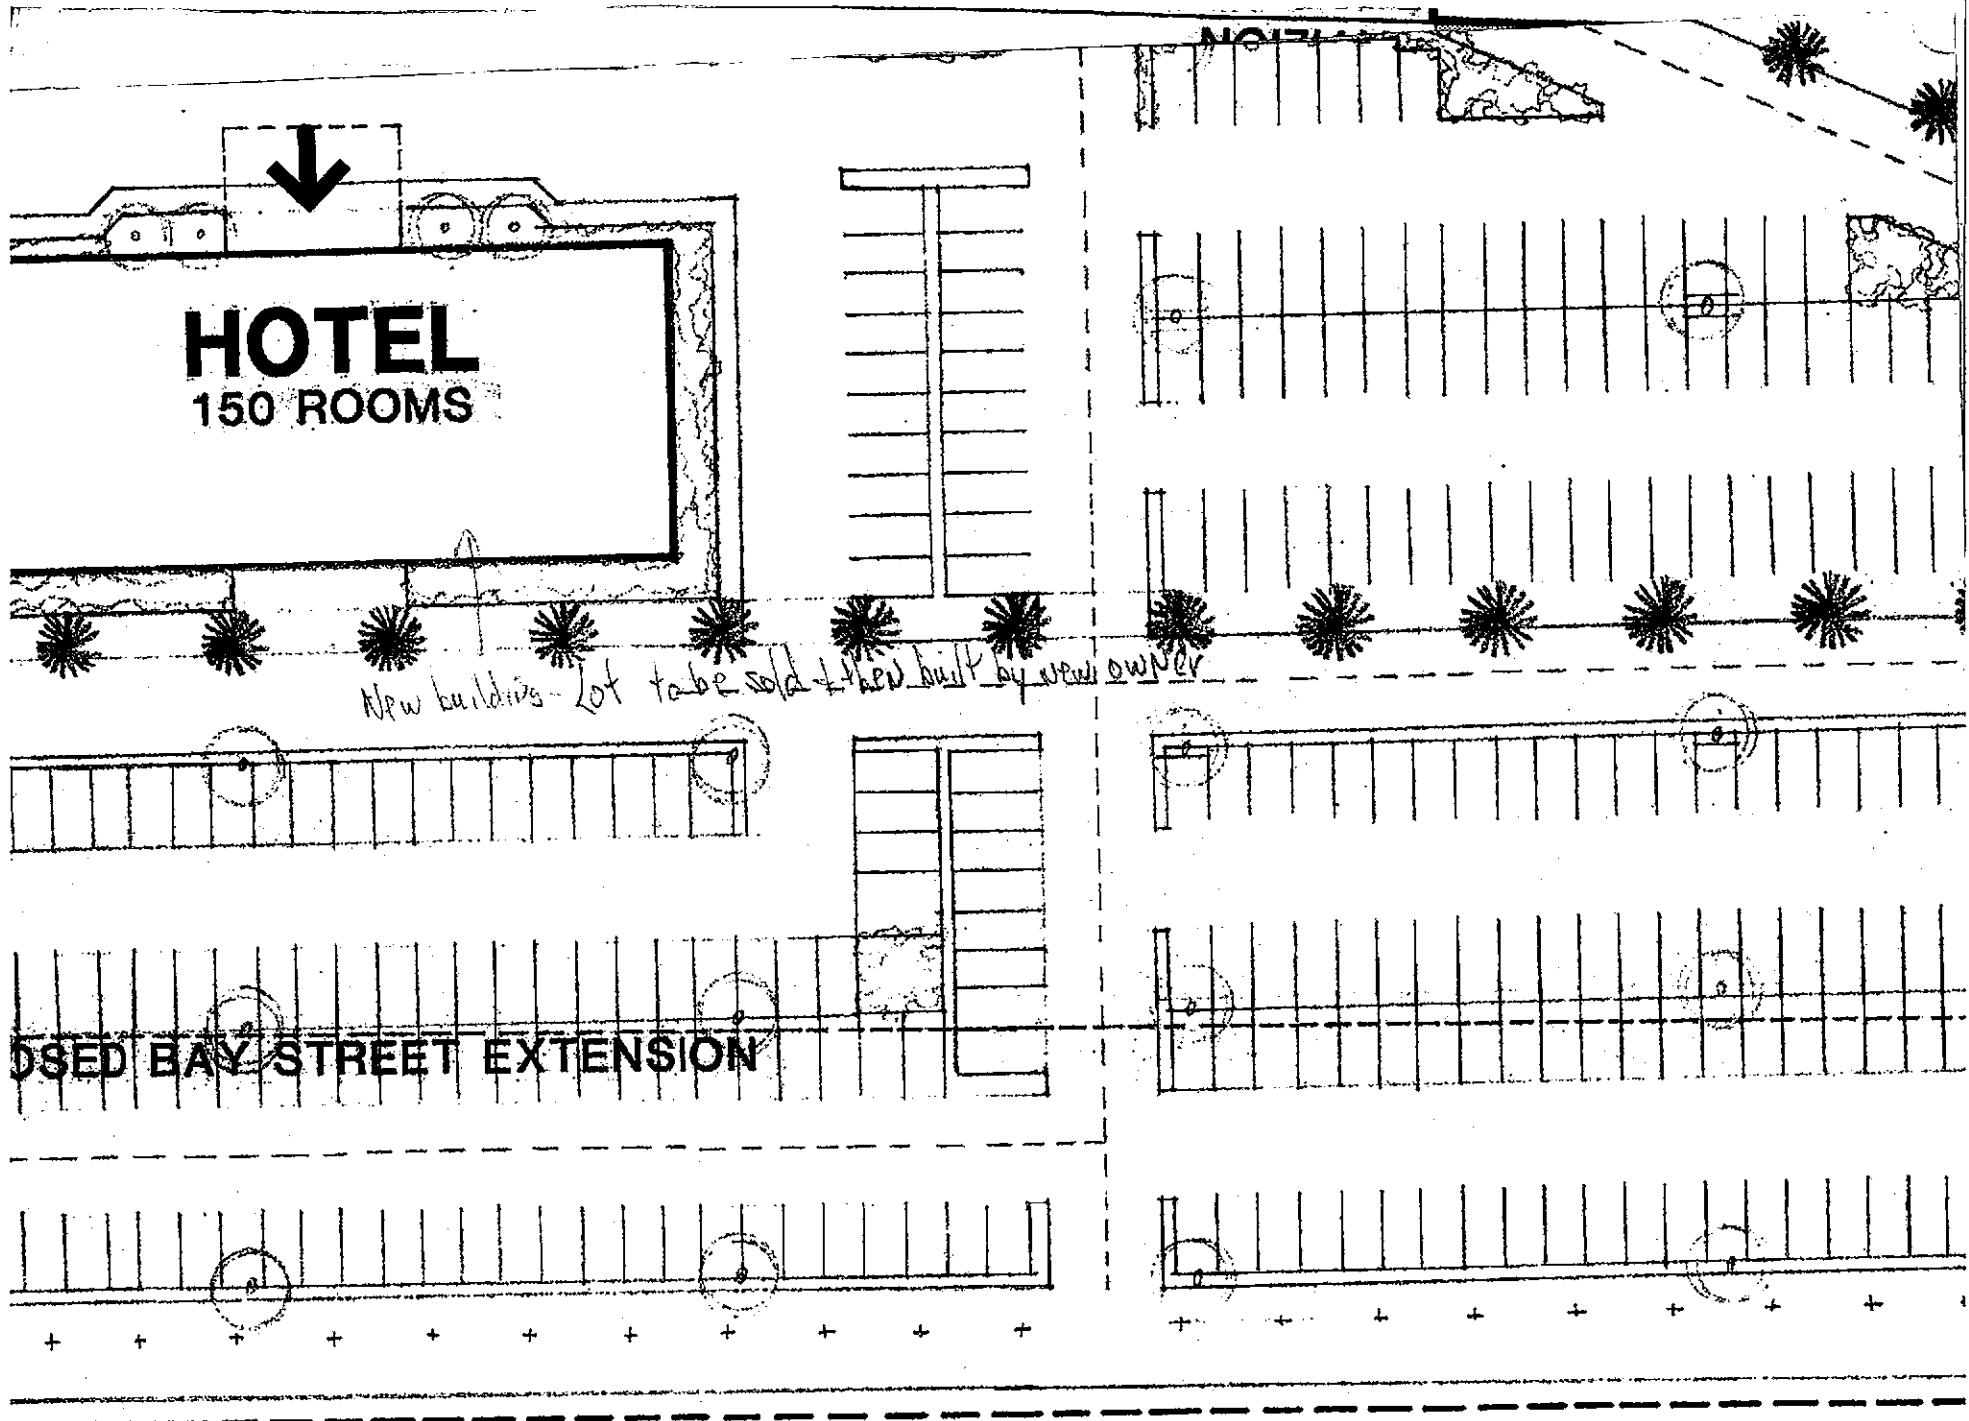 HOTEL
150 ROOMS
New building - Lot to be sold + then built by new owner
OSED BAY STREET EXTENSION